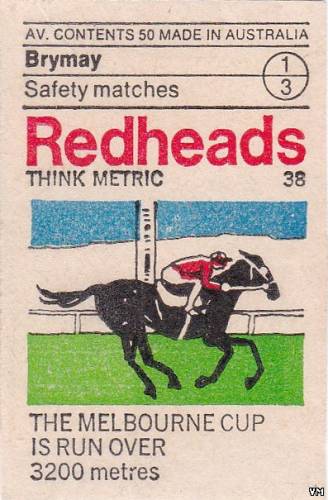 AV. CONTENTS 50 MADE IN AUSTRALIA
Brymay
1
3
Safety matches
Redheads
THINK METRIC 38
THE MELBOURNE CUP
IS RUN OVER
3200 metres
VM